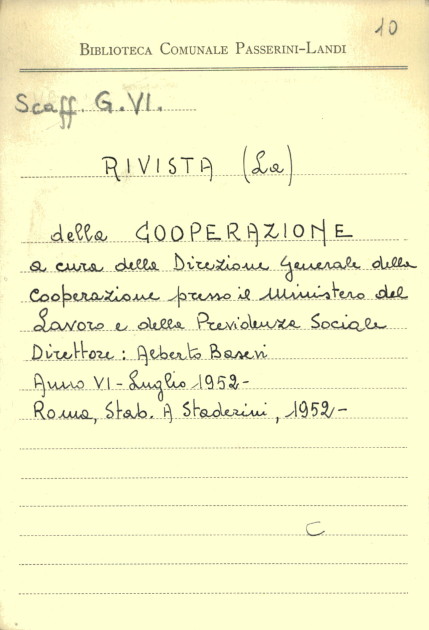 10
BIBLIOTECA COMUNALE PASSERINI-LANDI
Scaff. G.VI.
RIVISTA (La)
della COOPERAZIONE
a cura della Direzione Generale della
Cooperazione presso il Ministero del
Lavoro e della Previdenza Sociale
Direttore: Alberto Basevi
Anno VI - Luglio 1952 -
Roma, Stab. A Staderini, 1952 -
C